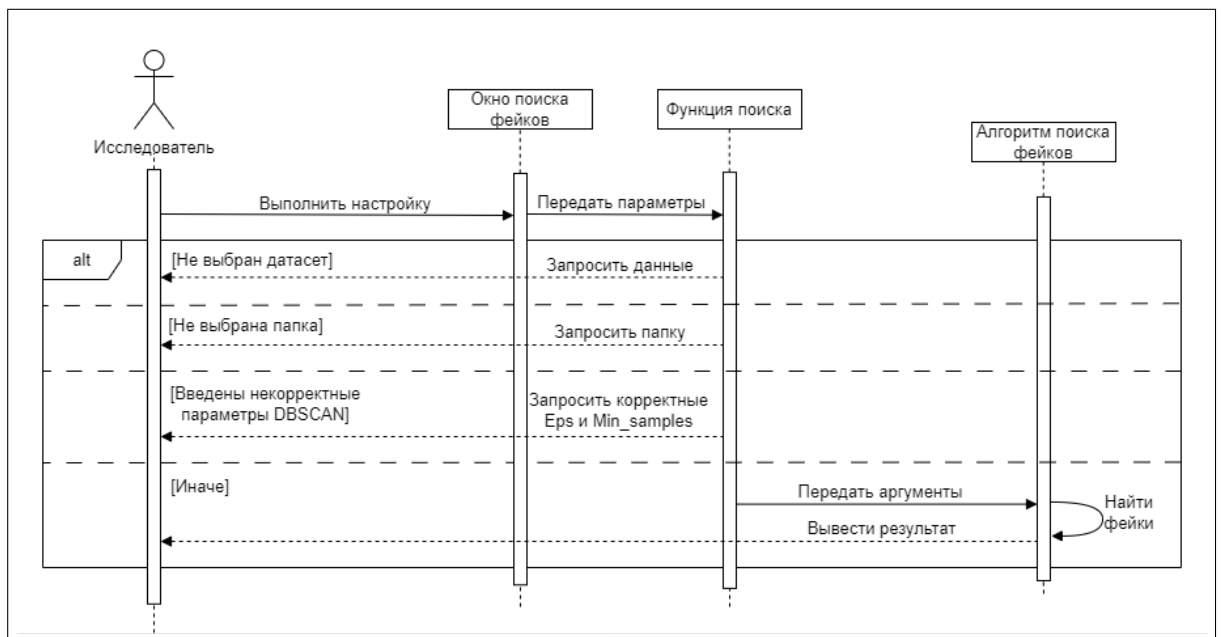 Исследователь
Окно поиска
фейков
Функция поиска
Алгоритм поиска
фейков
Выполнить настройку
Передать параметры
alt
[Не выбран датасет]
Запросить данные
[Не выбрана папка]
Запросить папку
[Введены некорректные
параметры DBSCAN]
Запросить корректные
Eps и Min_samples
[Иначе]
Передать аргументы
Найти
фейки
Вывести результат